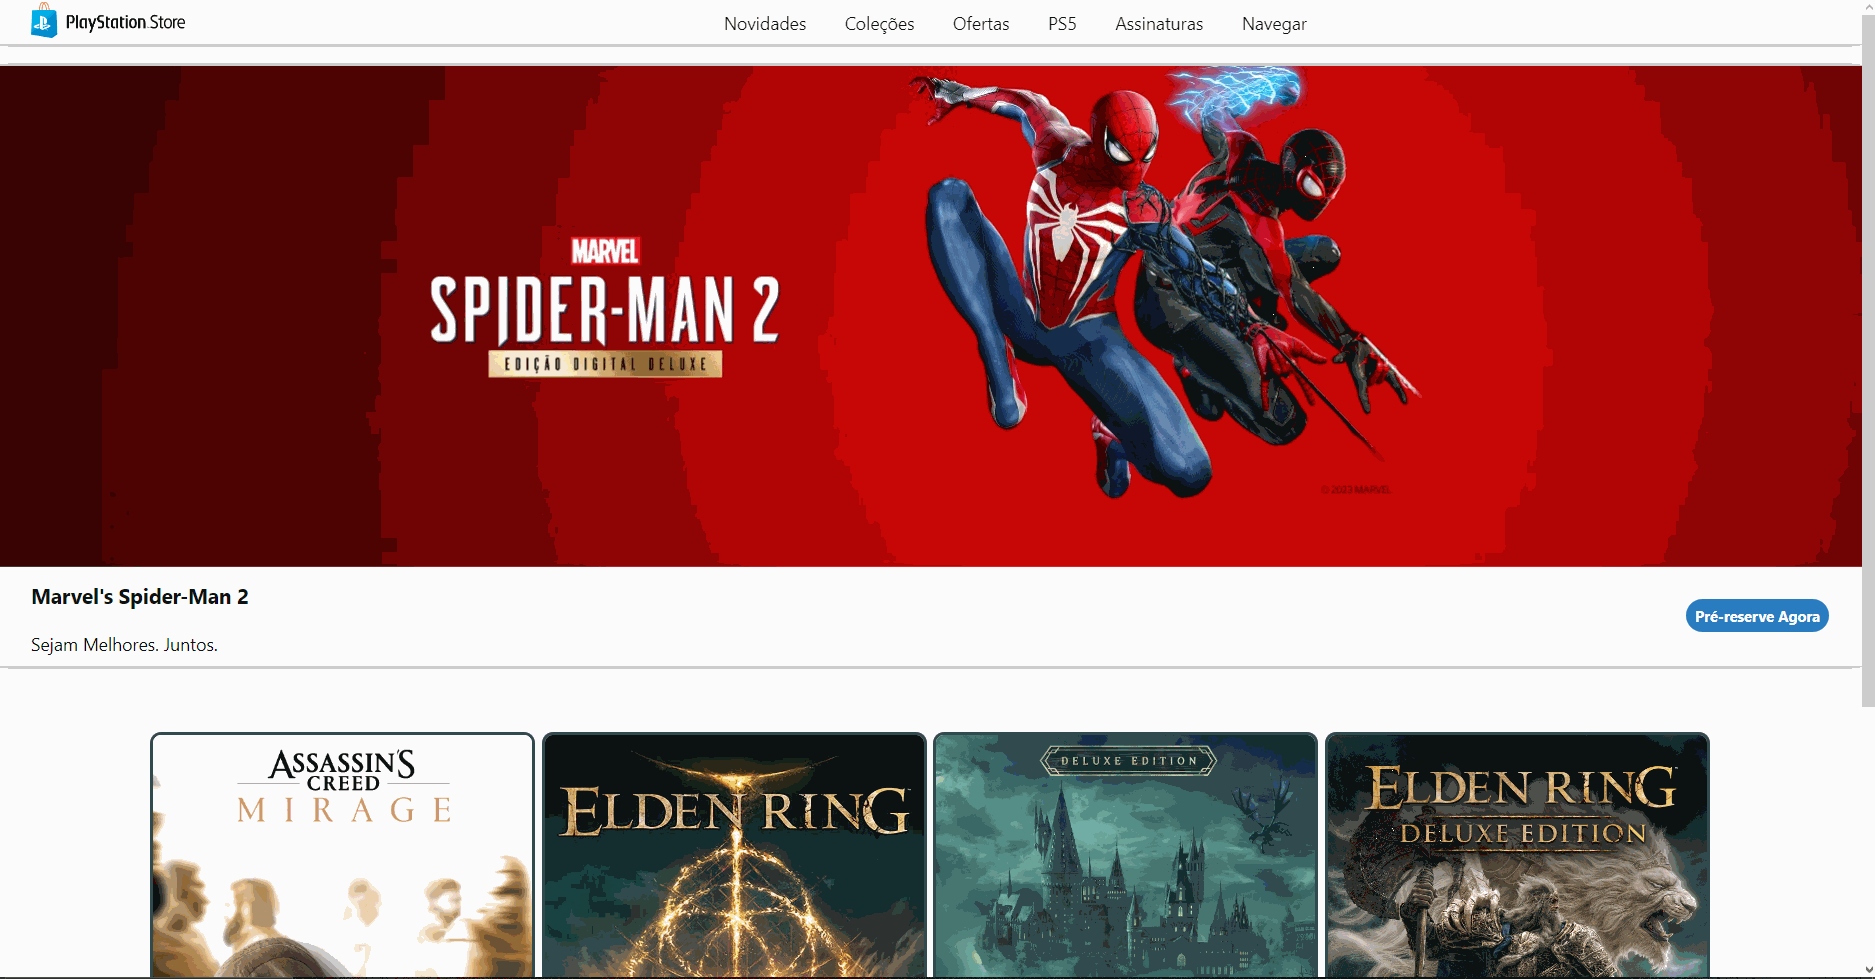 PlayStation.Store
Novidades Coleções Ofertas PS5 Assinaturas Navegar
MARVEL
SPIDER-MAN 2
EDIÇÃO DIGITAL DELUXE
© 2023 MARVEL
Marvel's Spider-Man 2
Pré-reserve Agora
Sejam Melhores. Juntos.
ASSASSIN'S
CREED
MIRAGE
ELDEN RING
DELUXE EDITION
ELDEN RING
DELUXE EDITION